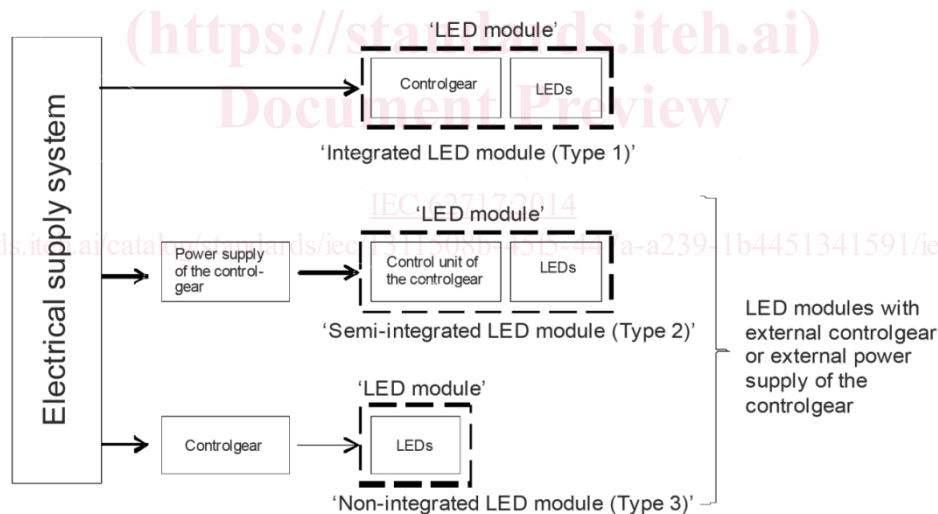 (https://standards.iteh.ai)
Document Preview
'LED module'
Controlgear
LEDs
'Integrated LED module (Type 1)'
Electrical supply system
IEC 62717:2014
'LED module'
Power supply
of the control-
gear
Control unit of
the controlgear
LEDs
'Semi-integrated LED module (Type 2)'
'LED module'
Controlgear
LEDs
'Non-integrated LED module (Type 3)'
LED modules with
external controlgear
or external power
supply of the
controlgear